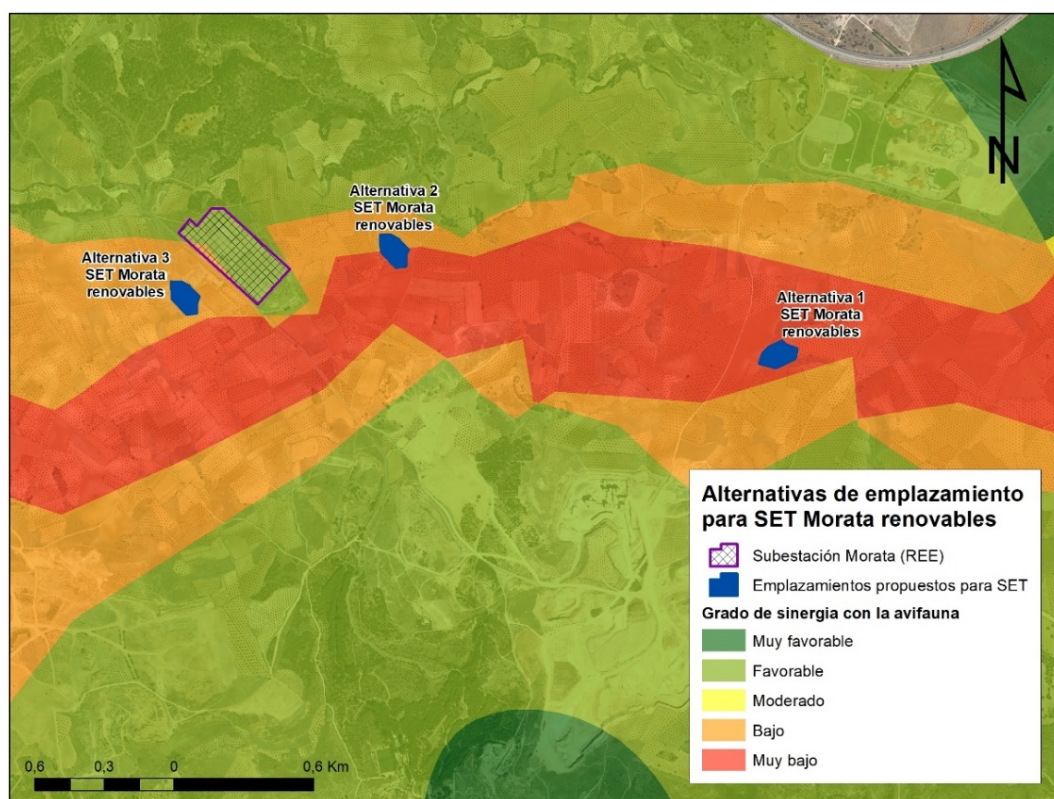 N
Alternativa 2
SET Morata
renovables
Alternativa 3
SET Morata
renovables
Alternativa 1
SET Morata
renovables
Alternativas de emplazamiento
para SET Morata renovables
Subestación Morata (REE)
Emplazamientos propuestos para SET
Grado de sinergia con la avifauna
Muy favorable
Favorable
Moderado
Bajo
Muy bajo
0,6 0,3 0 0,6 Km